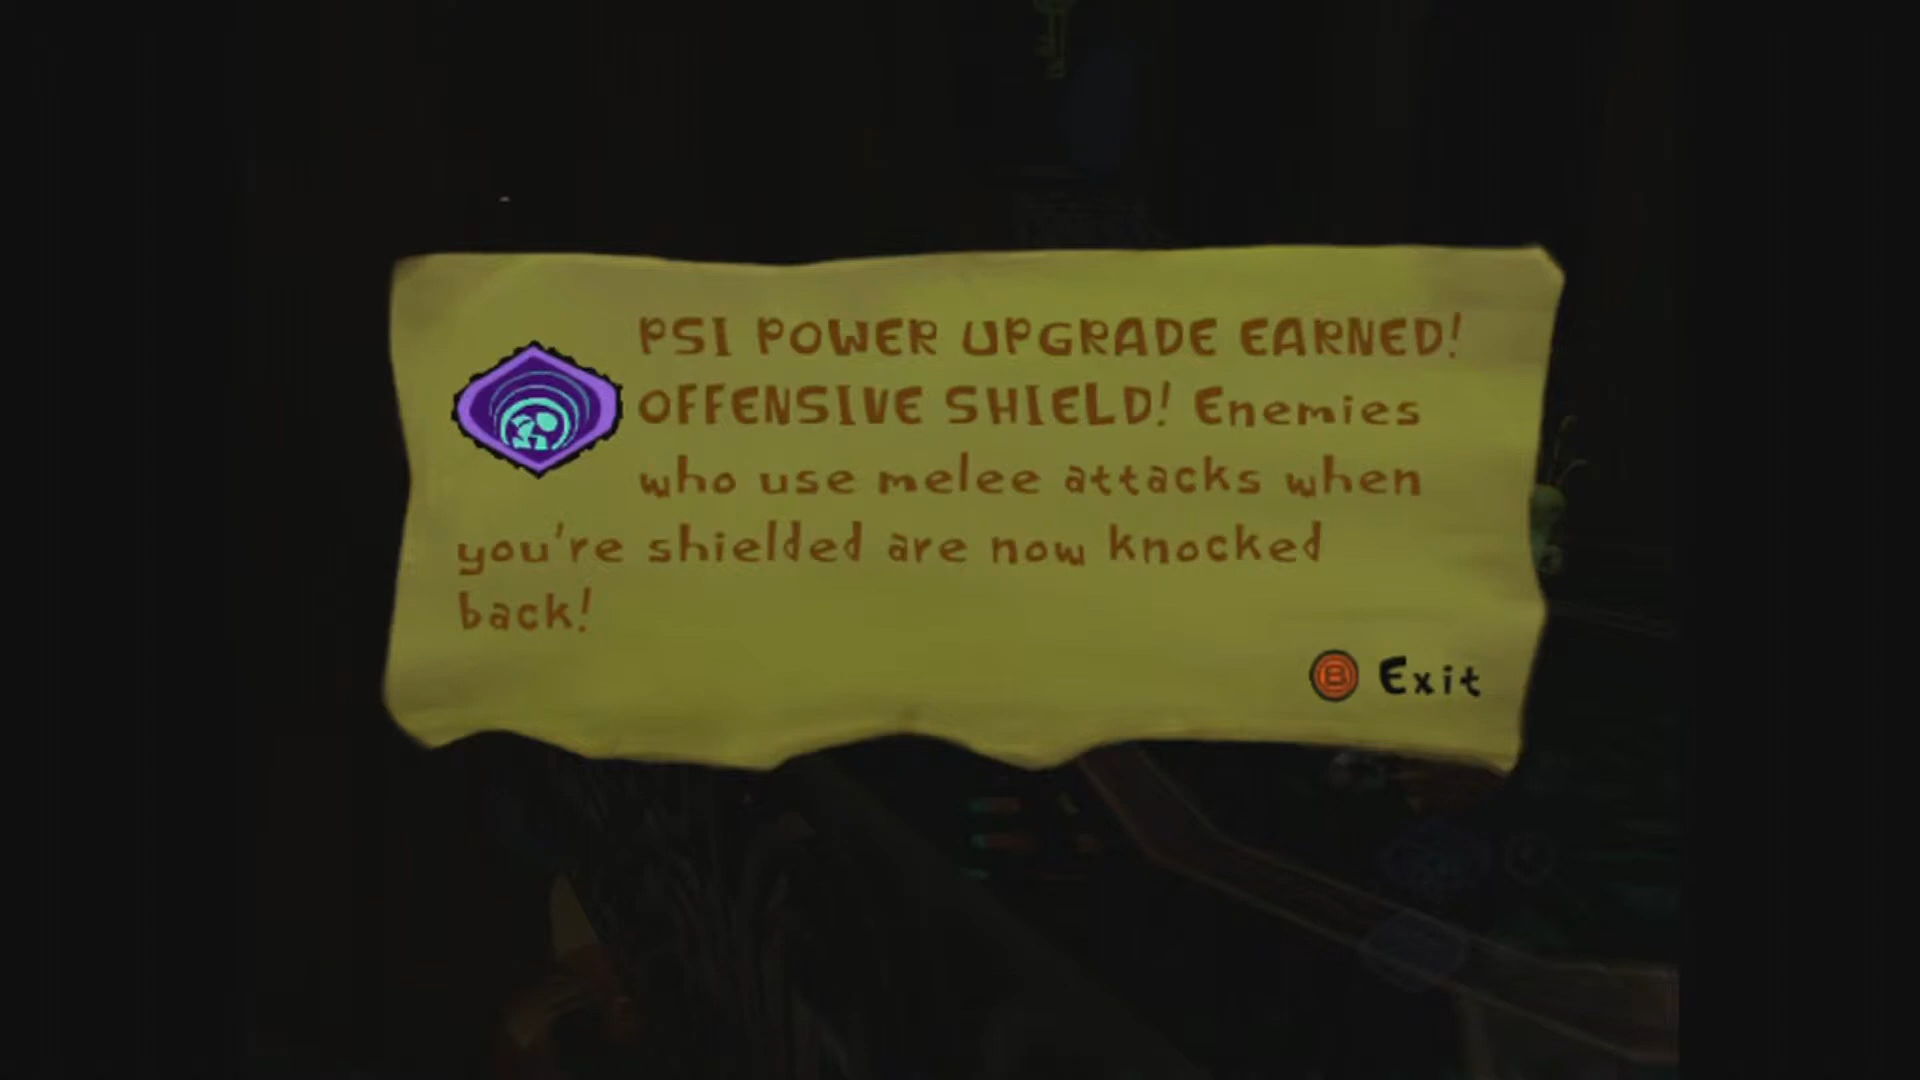 PSI POWER UPGRADE EARNED!
OFFENSIVE SHIELD! Enemies
who use melee attacks when
you're shielded are now knocked
back!
B Exit